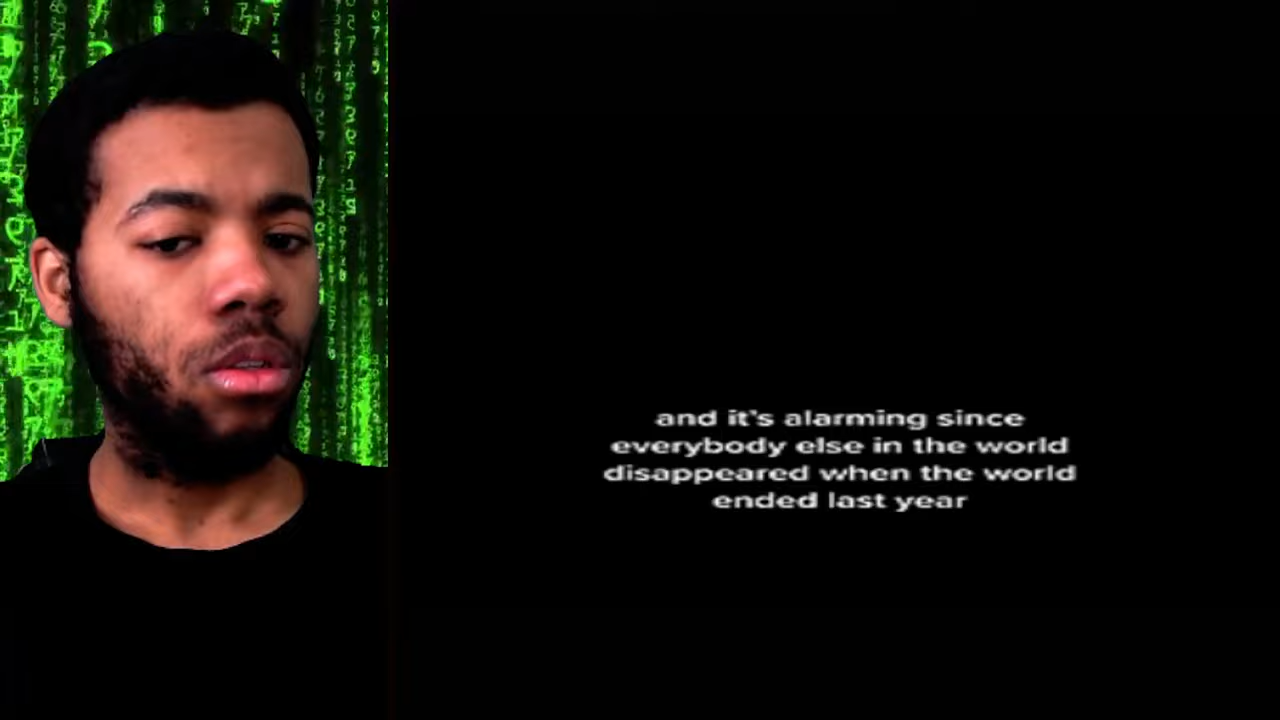 and it's alarming since
everybody else in the world
disappeared when the world
ended last year